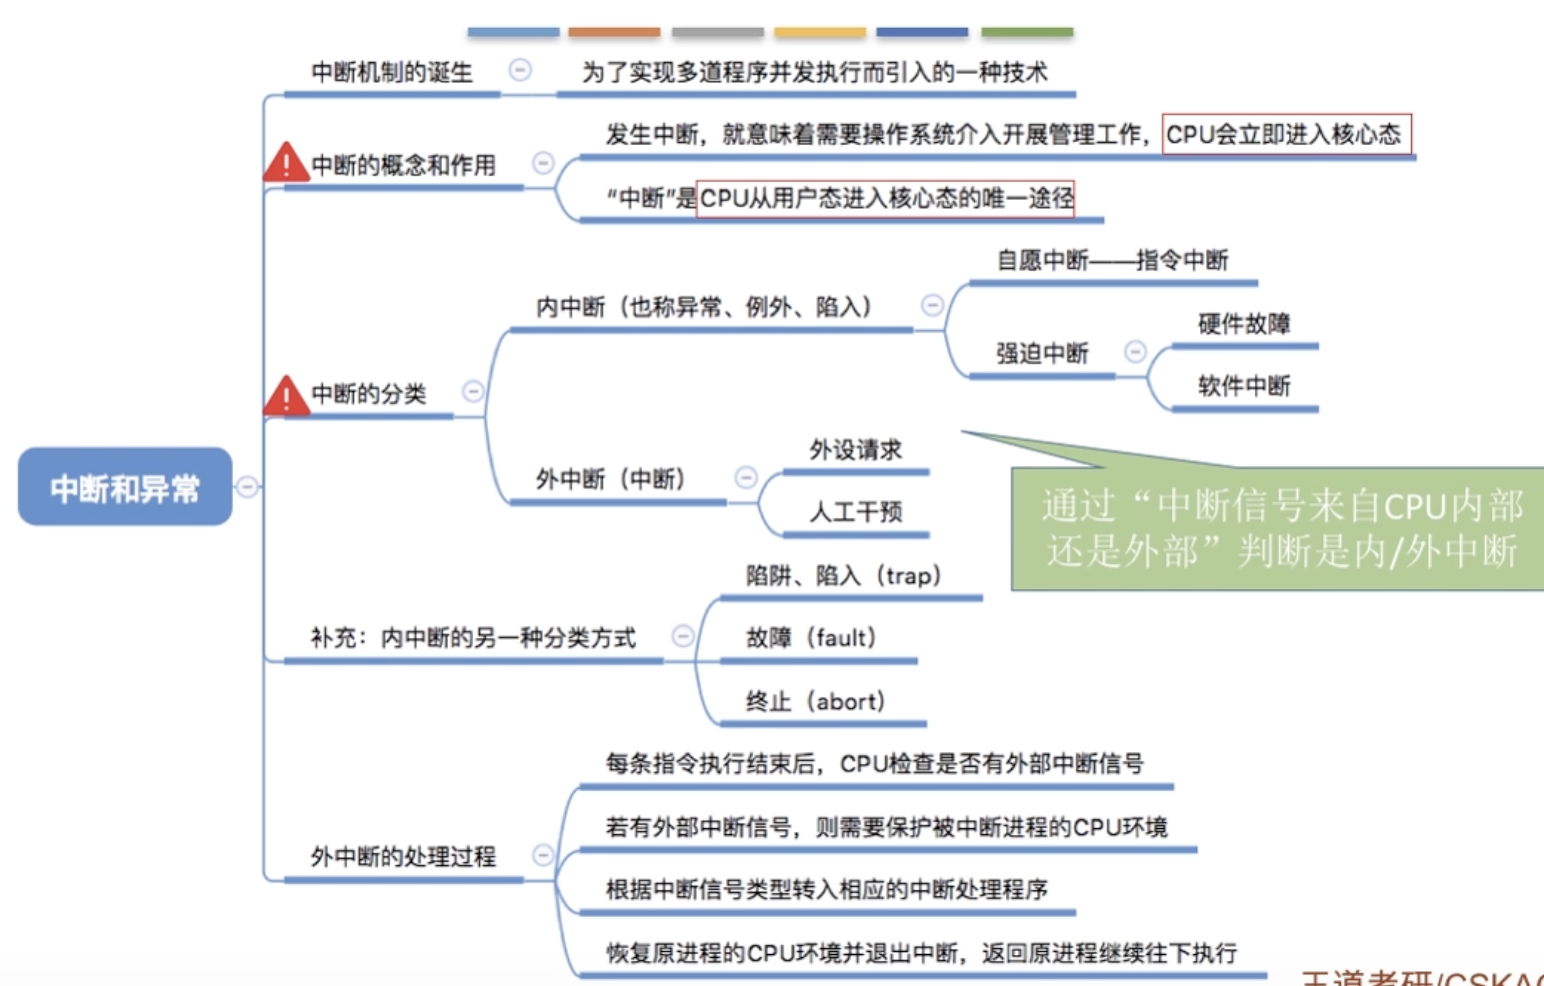 中断机制的诞生
为了实现多道程序并发执行而引入的一种技术
中断的概念和作用
发生中断，就意味着需要操作系统介入开展管理工作，CPU会立即进入核心态
“中断”是CPU从用户态进入核心态的唯一途径
中断和异常
中断的分类
内中断（也称异常、例外、陷入）
自愿中断——指令中断
强迫中断
硬件故障
软件中断
外中断（中断）
外设请求
人工干预
通过“中断信号来自CPU内部
还是外部”判断是内/外中断
补充：内中断的另一种分类方式
陷阱、陷入（trap）
故障（fault）
终止（abort）
外中断的处理过程
每条指令执行结束后，CPU检查是否有外部中断信号
若有外部中断信号，则需要保护被中断进程的CPU环境
根据中断信号类型转入相应的中断处理程序
恢复原进程的CPU环境并退出中断，返回原进程继续往下执行
王道考研/CSKAO